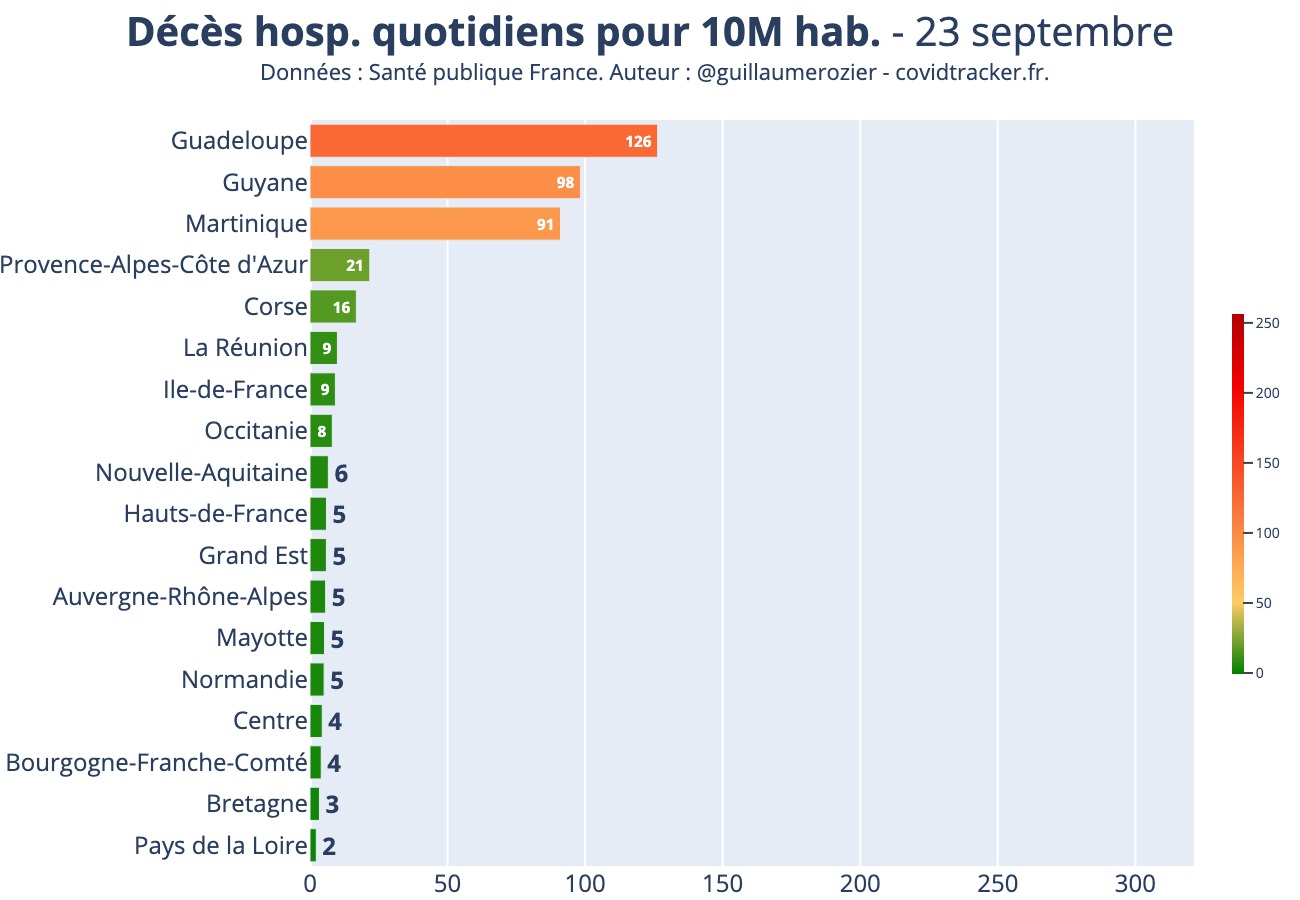 Décès hosp. quotidiens pour 10M hab. - 23 septembre
Données : Santé publique France. Auteur : @guillaumerozier - covidtracker.fr.
Guadeloupe 126
Guyane 98
Martinique 91
Provence-Alpes-Côte d'Azur 21
Corse 16
La Réunion 9
Ile-de-France 9
Occitanie 8
Nouvelle-Aquitaine 6
Hauts-de-France 5
Grand Est 5
Auvergne-Rhône-Alpes 5
Mayotte 5
Normandie 5
Centre 4
Bourgogne-Franche-Comté 4
Bretagne 3
Pays de la Loire 2
0 50 100 150 200 250 300
250
200
150
100
50
0